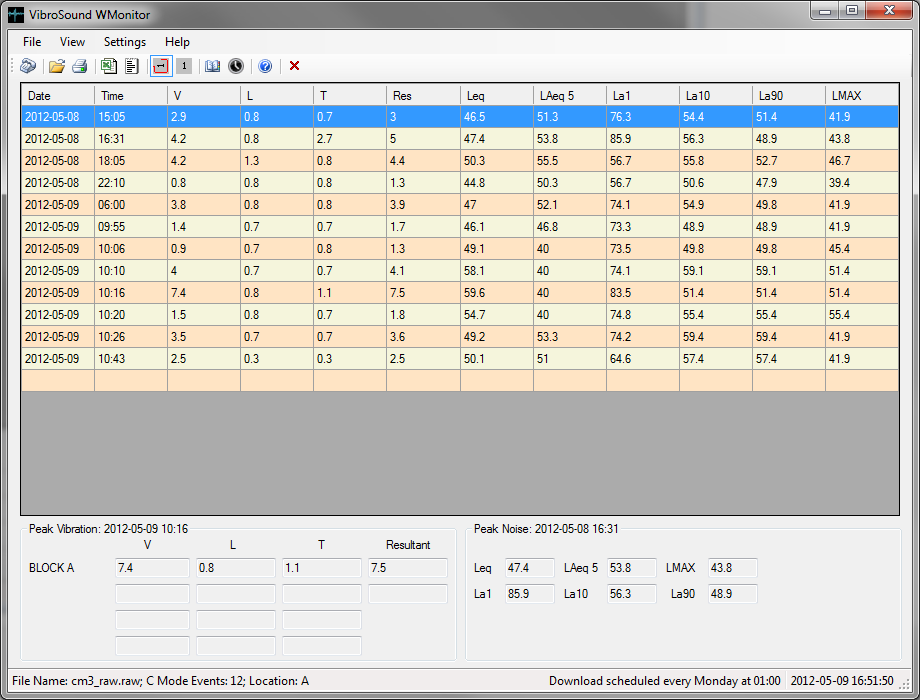 VibroSound WMonitor
File View Settings Help
1
Date Time V L T Res Leq LAeq 5 La1 La10 La90 LMAX
2012-05-08 15:05 2.9 0.8 0.7 3 46.5 51.3 76.3 54.4 51.4 41.9
2012-05-08 16:31 4.2 0.8 2.7 5 47.4 53.8 85.9 56.3 48.9 43.8
2012-05-08 18:05 4.2 1.3 0.8 4.4 50.3 55.5 56.7 55.8 52.7 46.7
2012-05-08 22:10 0.8 0.8 0.8 1.3 44.8 50.3 56.7 50.6 47.9 39.4
2012-05-09 06:00 3.8 0.8 0.8 3.9 47 52.1 74.1 54.9 49.8 41.9
2012-05-09 09:55 1.4 0.7 0.7 1.7 46.1 46.8 73.3 48.9 48.9 41.9
2012-05-09 10:06 0.9 0.7 0.8 1.3 49.1 40 73.5 49.8 49.8 45.4
2012-05-09 10:10 4 0.7 0.7 4.1 58.1 40 74.1 59.1 59.1 51.4
2012-05-09 10:16 7.4 0.8 1.1 7.5 59.6 40 83.5 51.4 51.4 51.4
2012-05-09 10:20 1.5 0.8 0.7 1.8 54.7 40 74.8 55.4 55.4 55.4
2012-05-09 10:26 3.5 0.7 0.7 3.6 49.2 53.3 74.2 59.4 59.4 41.9
2012-05-09 10:43 2.5 0.3 0.3 2.5 50.1 51 64.6 57.4 57.4 41.9
Peak Vibration: 2012-05-09 10:16
V L T Resultant
BLOCK A 7.4 0.8 1.1 7.5
Peak Noise: 2012-05-08 16:31
Leq 47.4 LAeq 5 53.8 LMAX 43.8
La1 85.9 La10 56.3 La90 48.9
File Name: cm3_raw.raw; C Mode Events: 12; Location: A
Download scheduled every Monday at 01:00 2012-05-09 16:51:50